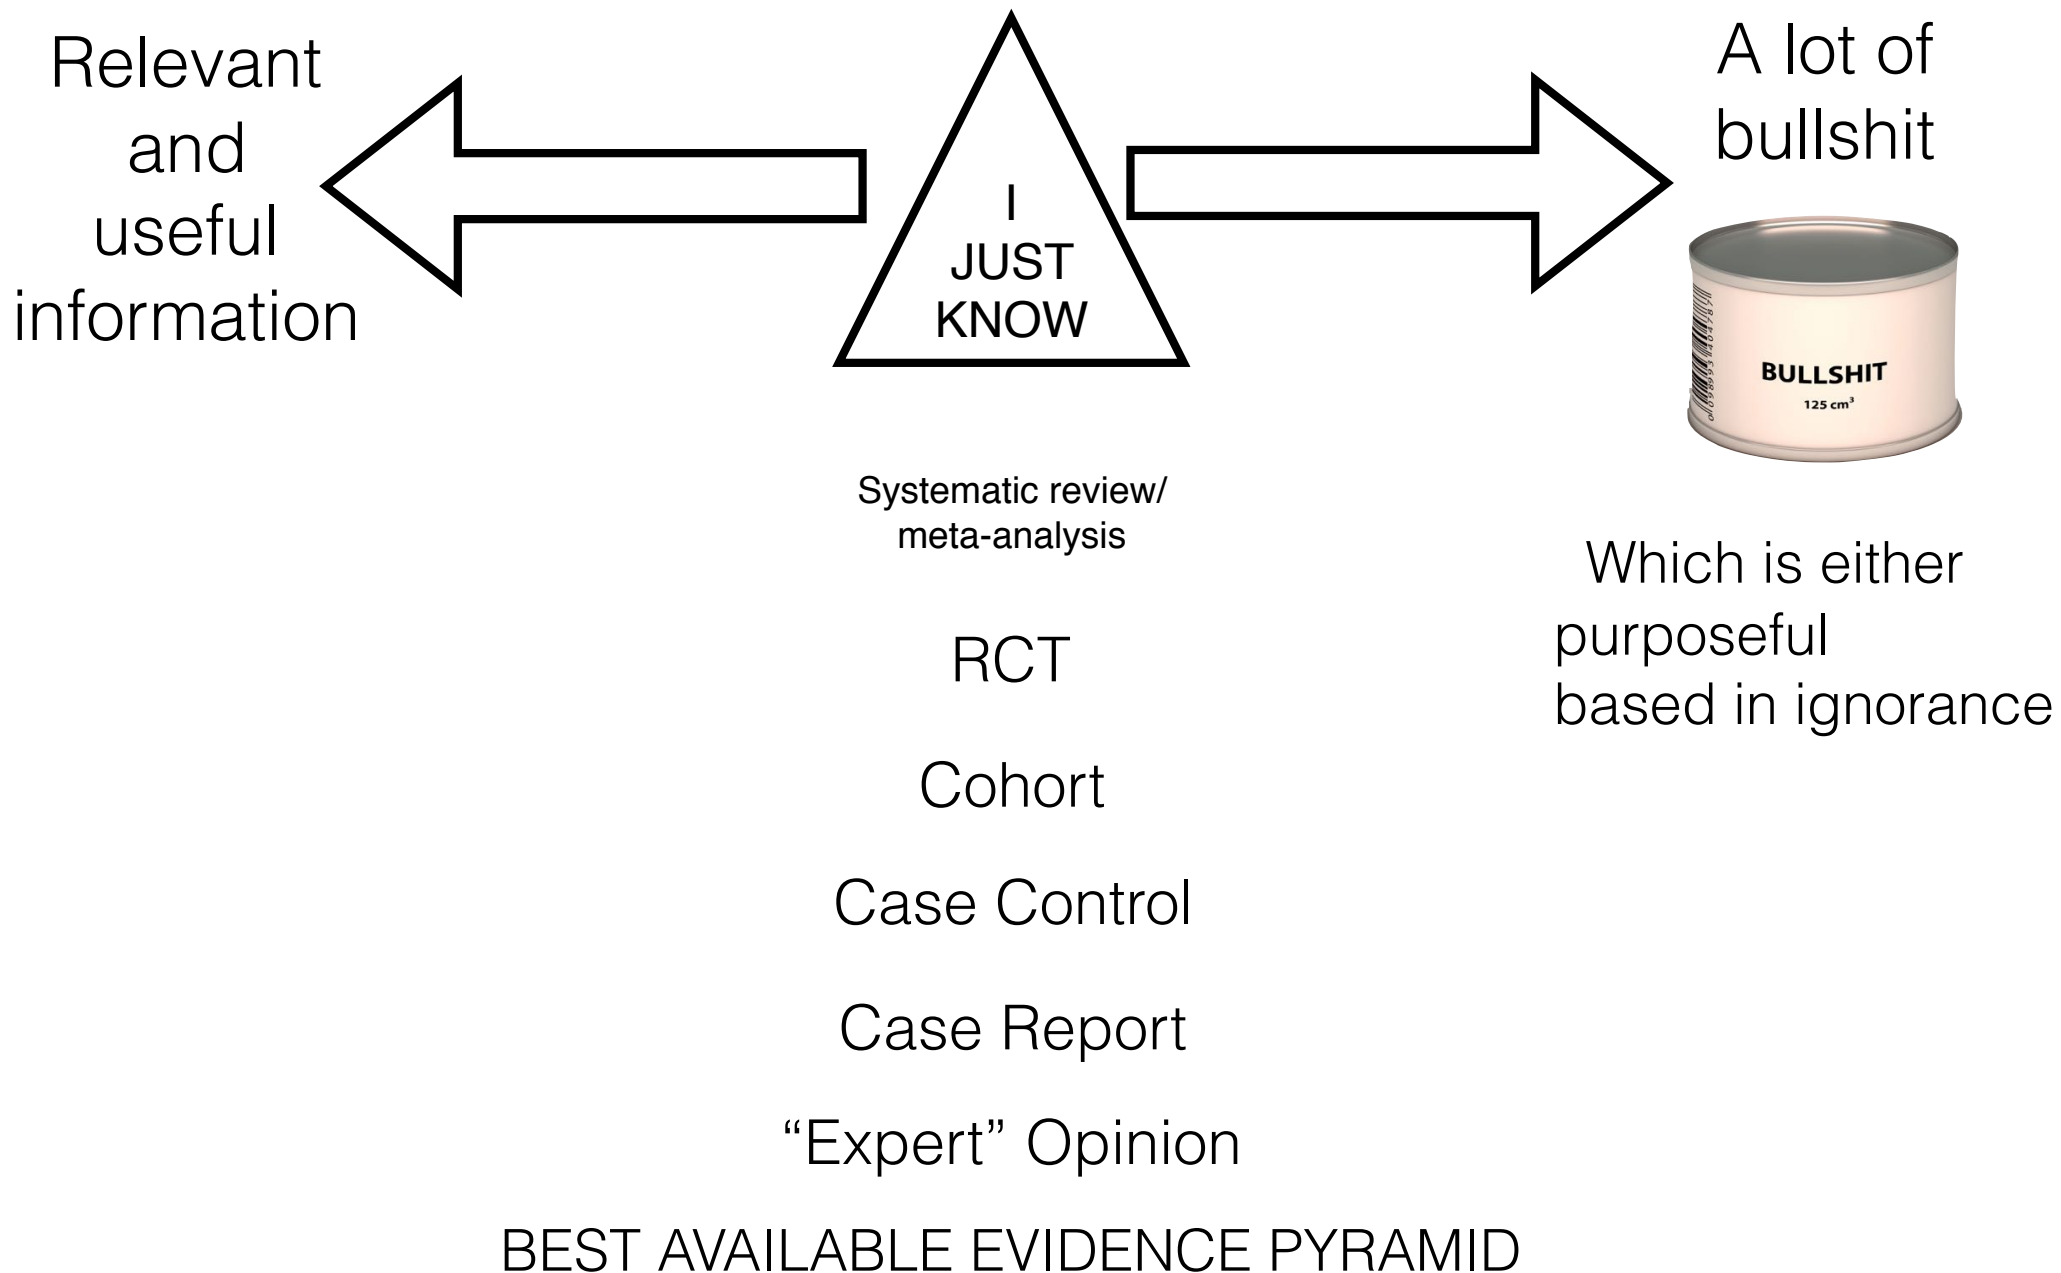 Relevant
and
useful
information
I
JUST
KNOW
A lot of
bullshit
BULLSHIT
125 cm³
Systematic review/
meta-analysis
Which is either
purposeful
based in ignorance
RCT
Cohort
Case Control
Case Report
“Expert” Opinion
BEST AVAILABLE EVIDENCE PYRAMID